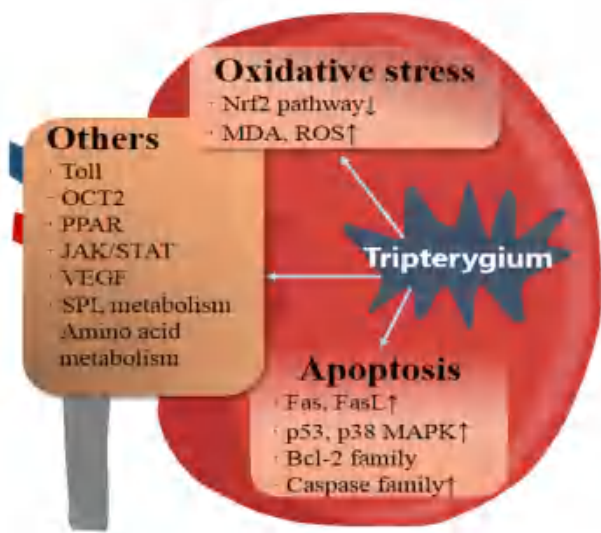 Oxidative stress
· Nrf2 pathway↓
· MDA, ROS↑
Others
· Toll
· OCT2
· PPAR
· JAK/STAT
· VEGF
· SPL metabolism
Amino acid
metabolism
Tripterygium
Apoptosis
· Fas, FasL↑
· p53, p38 MAPK↑
· Bcl-2 family
· Caspase family↑